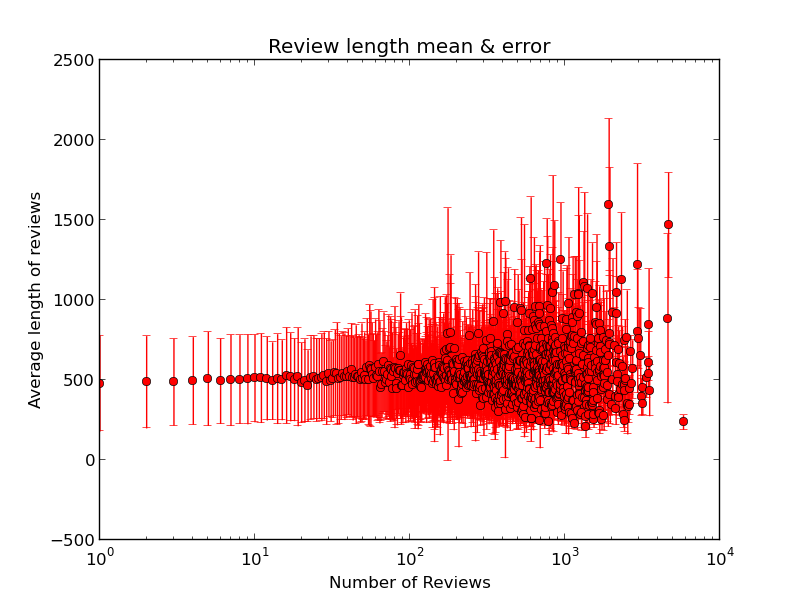 Review length mean & error
2500
2000
1500
1000
500
0
−500
Average length of reviews
10^0 10^1 10^2 10^3 10^4
Number of Reviews